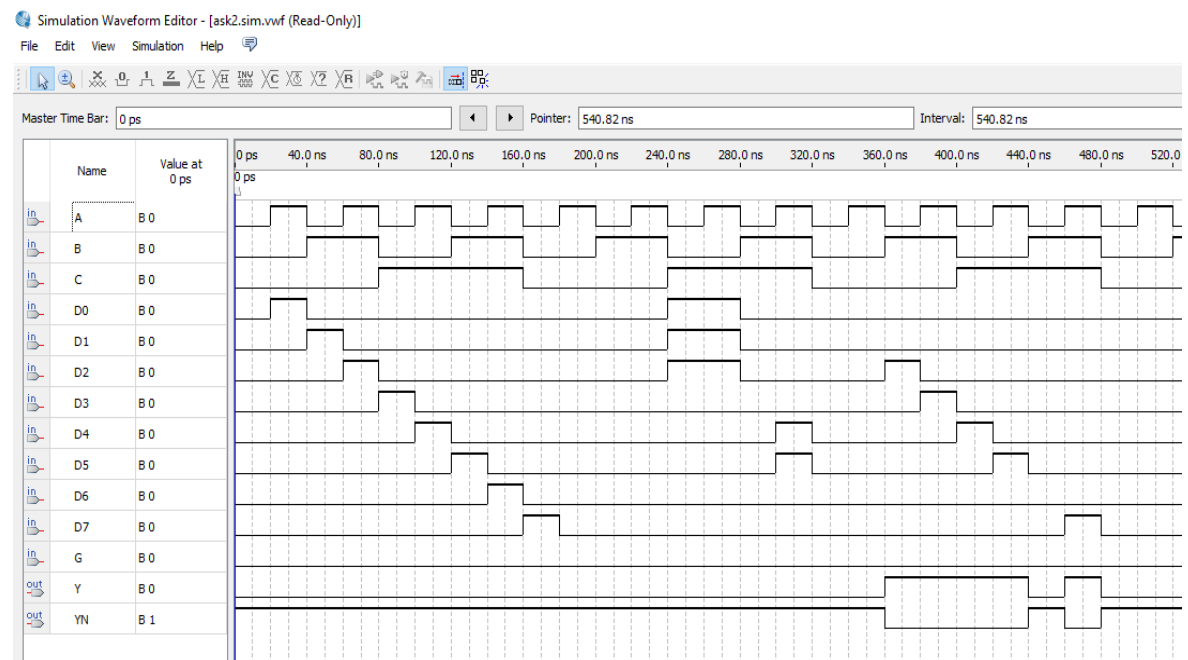 Simulation Waveform Editor - [ask2.sim.vwf (Read-Only)]
File Edit View Simulation Help
Master Time Bar: 0 ps Pointer: 540.82 ns Interval: 540.82 ns
Name Value at 0 ps
0 ps 40.0 ns 80.0 ns 120.0 ns 160.0 ns 200.0 ns 240.0 ns 280.0 ns 320.0 ns 360.0 ns 400.0 ns 440.0 ns 480.0 ns 520.0
0 ps
in A B 0
in B B 0
in C B 0
in D0 B 0
in D1 B 0
in D2 B 0
in D3 B 0
in D4 B 0
in D5 B 0
in D6 B 0
in D7 B 0
in G B 0
out Y B 0
out YN B 1